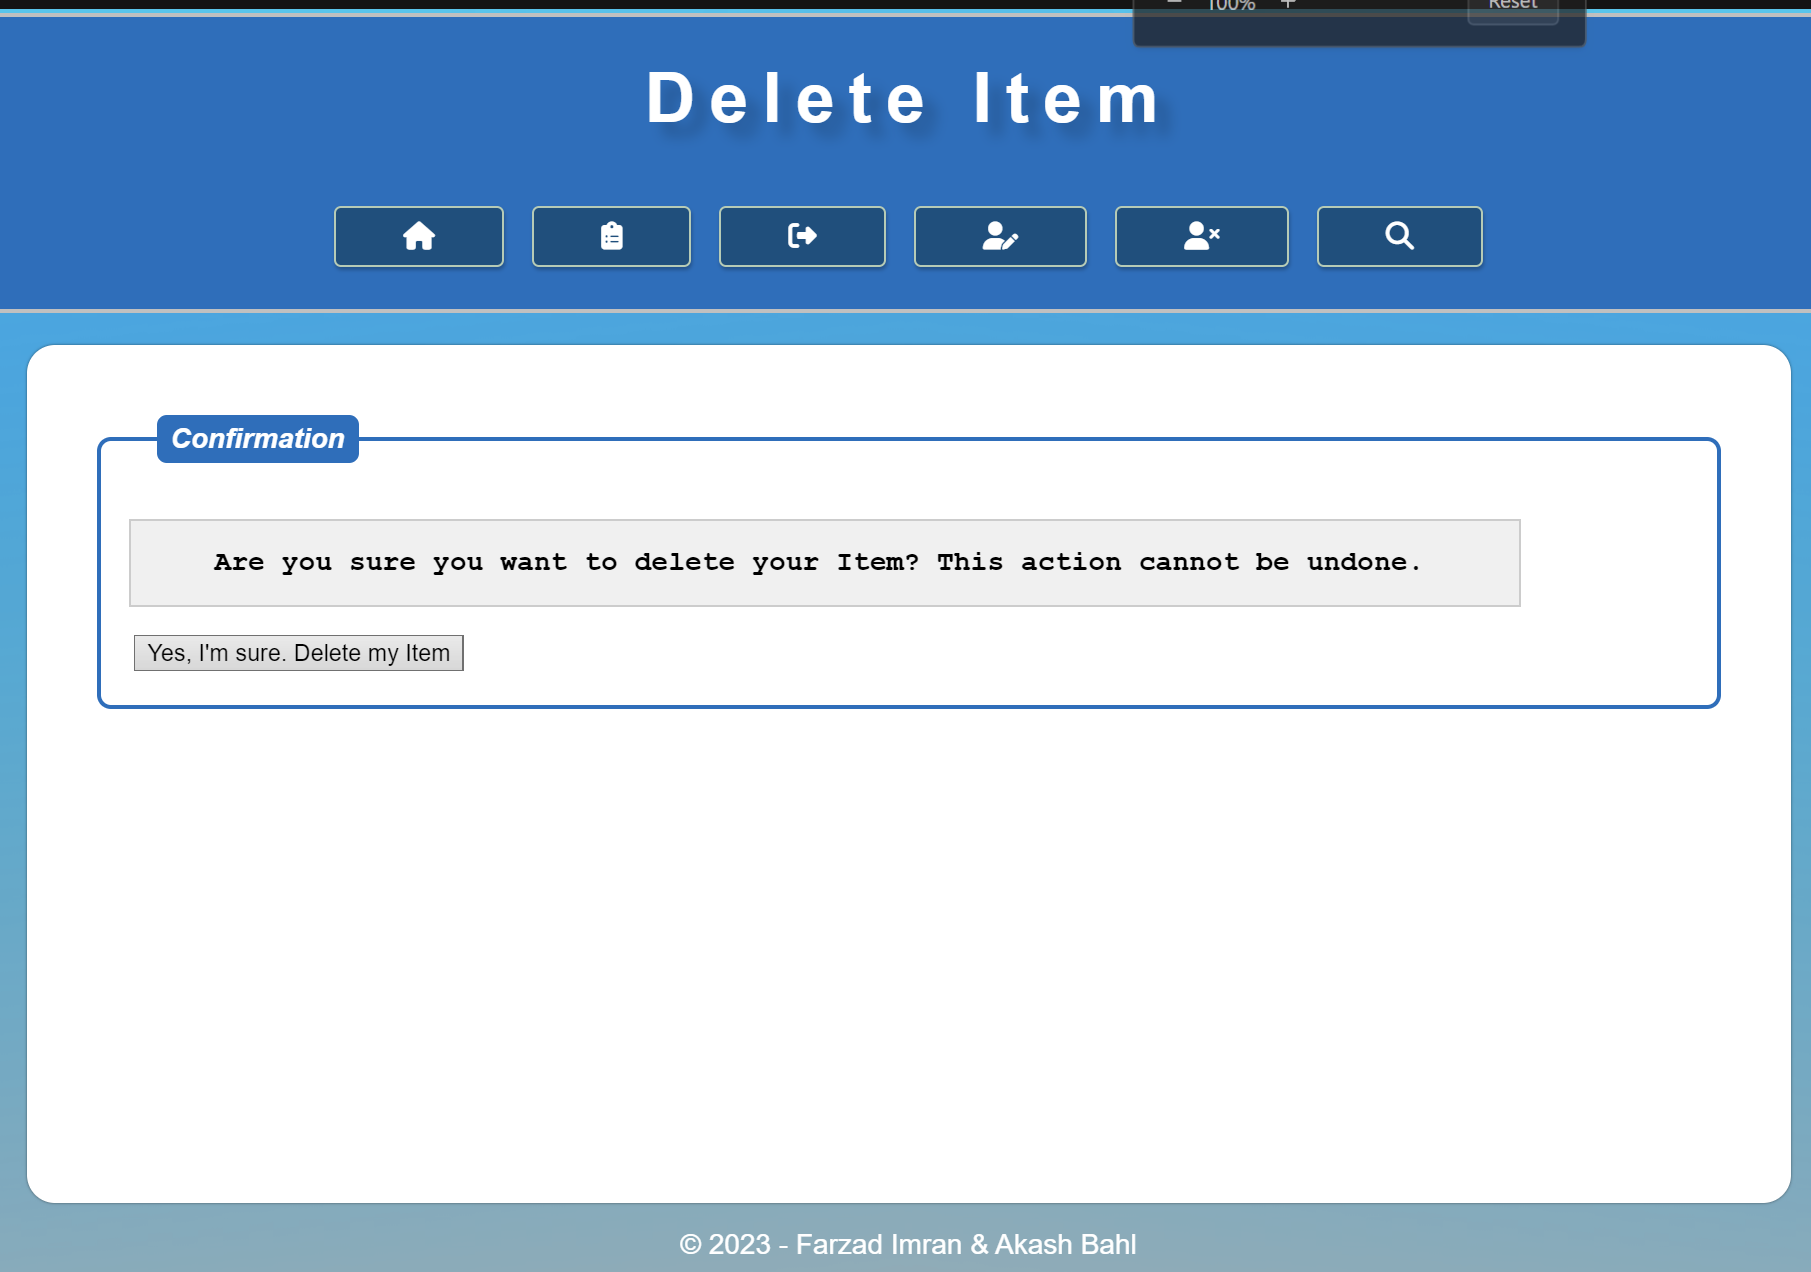 100%
Reset
Delete Item
Confirmation
Are you sure you want to delete your Item? This action cannot be undone.
Yes, I'm sure. Delete my Item
© 2023 - Farzad Imran & Akash Bahl